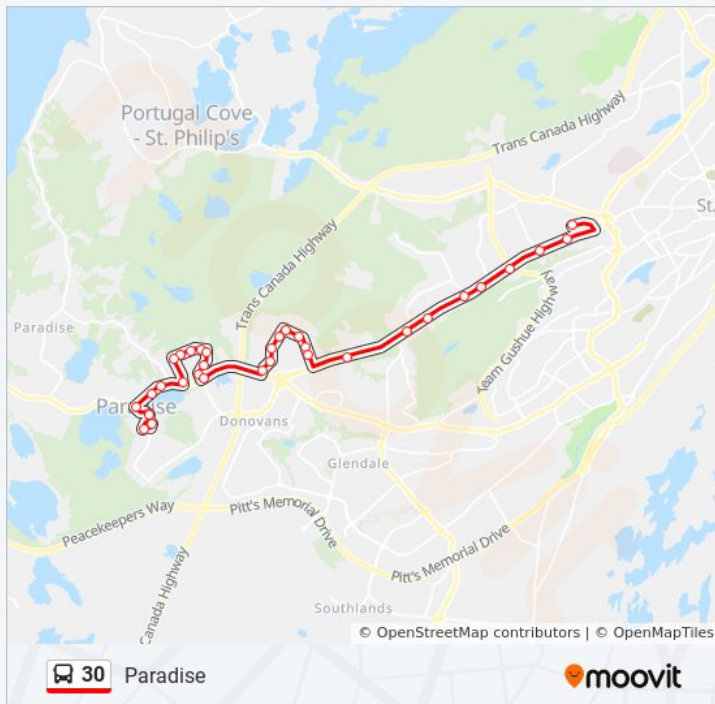 Portugal Cove
- St. Philip's
Trans Canada Highway
St.
Trans Canada Highway
Team Gushue Highway
Paradise
Paradise
Donovans
Glendale
Peacekeepers Way
Pitt's Memorial Drive
Pitt's Memorial Drive
Canada Highway
Southlands
© OpenStreetMap contributors | © OpenMapTiles
30 Paradise
moovit